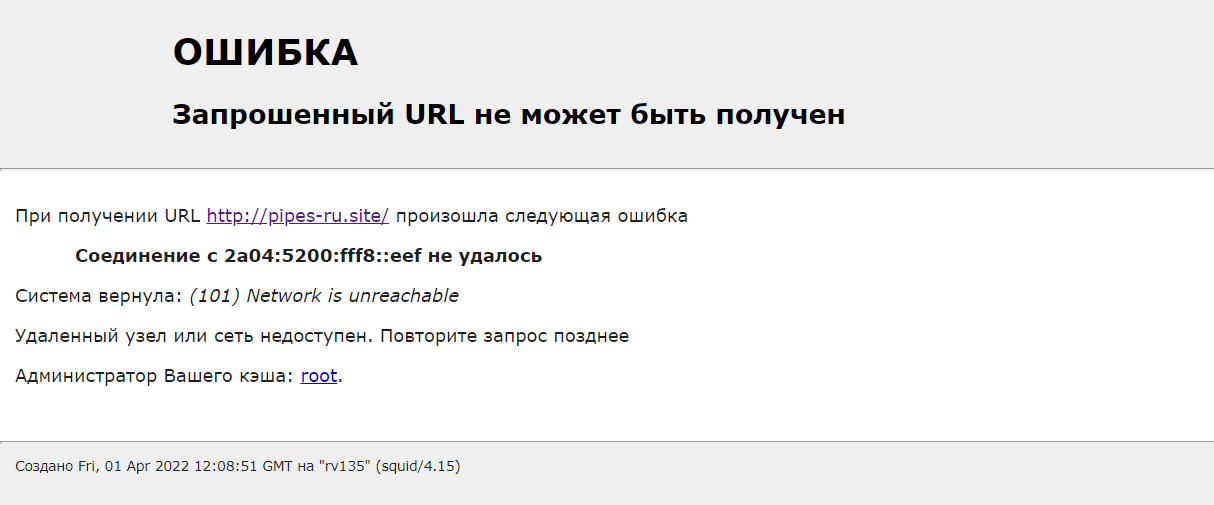 ОШИБКА
Запрошенный URL не может быть получен
При получении URL http://pipes-ru.site/ произошла следующая ошибка
Соединение с 2a04:5200:fff8::eef не удалось
Система вернула: (101) Network is unreachable
Удаленный узел или сеть недоступен. Повторите запрос позднее
Администратор Вашего кэша: root.
Создано Fri, 01 Apr 2022 12:08:51 GMT на "rv135" (squid/4.15)